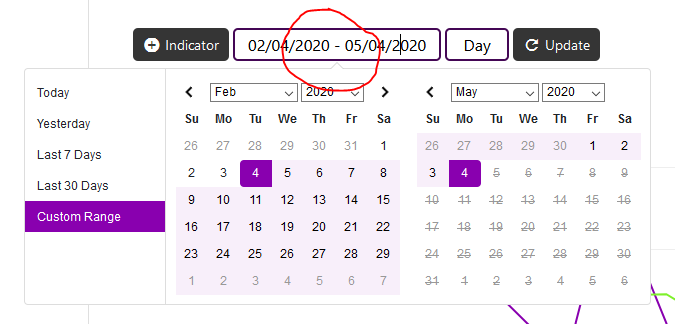 Indicator 02/04/2020 - 05/04/2020 Day Update
Today
Yesterday
Last 7 Days
Last 30 Days
Custom Range
Feb 2020
Su Mo Tu We Th Fr Sa
26 27 28 29 30 31 1
2 3 4 5 6 7 8
9 10 11 12 13 14 15
16 17 18 19 20 21 22
23 24 25 26 27 28 29
1 2 3 4 5 6 7
May 2020
Su Mo Tu We Th Fr Sa
26 27 28 29 30 1 2
3 4 5 6 7 8 9
10 11 12 13 14 15 16
17 18 19 20 21 22 23
24 25 26 27 28 29 30
31 1 2 3 4 5 6